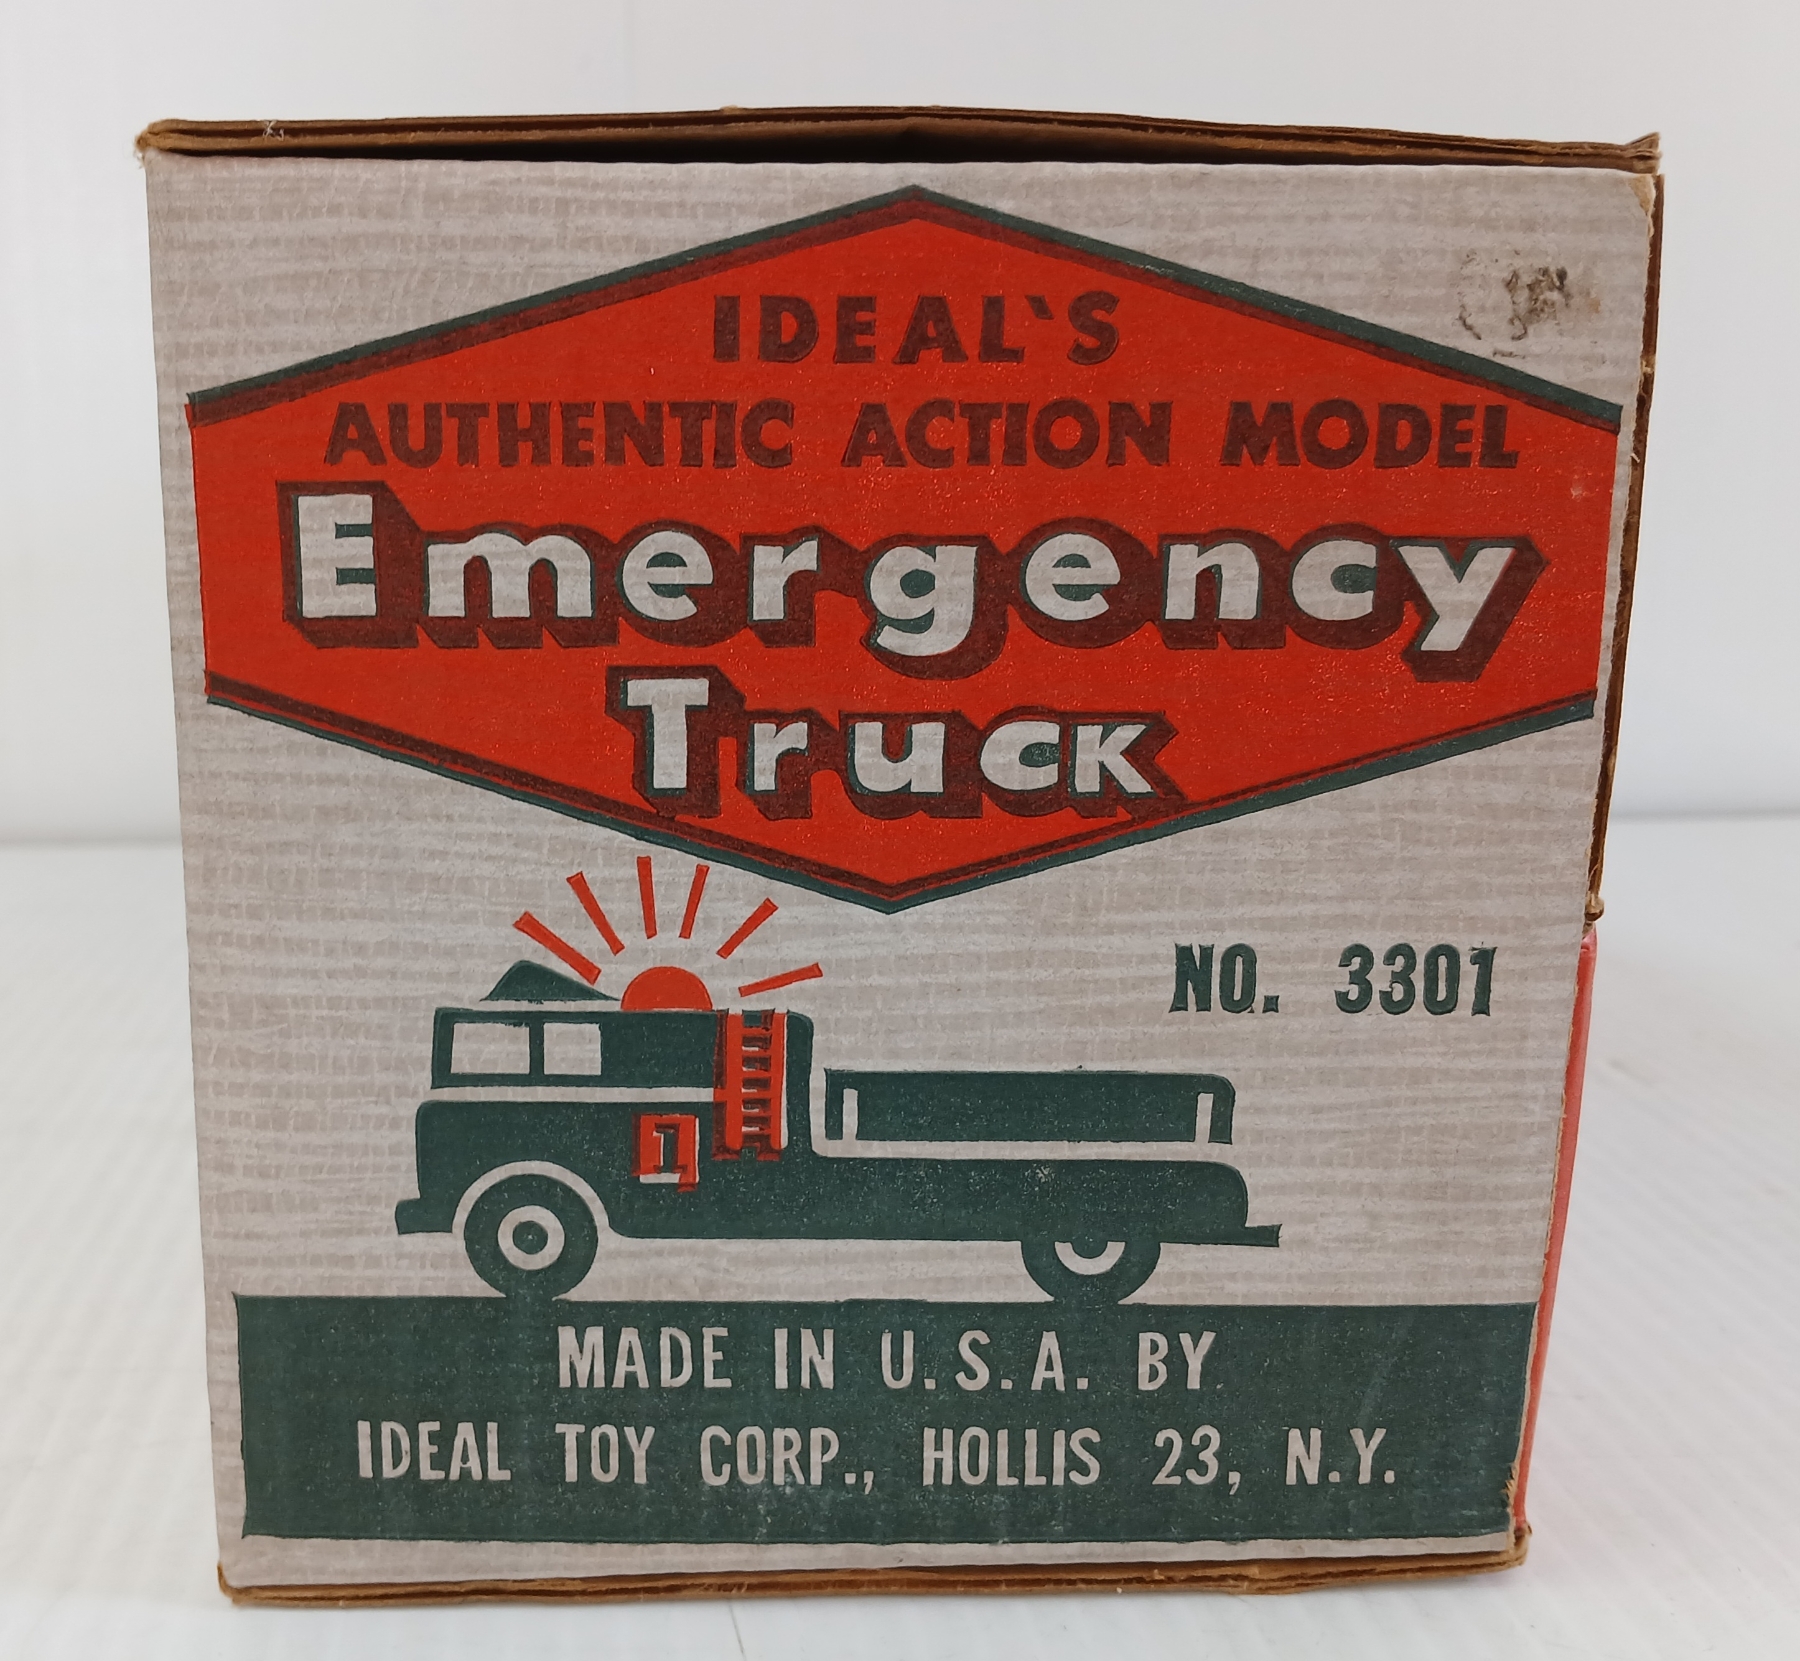 IDEAL'S
AUTHENTIC ACTION MODEL
Emergency
Truck
NO. 3301
1
MADE IN U.S.A. BY
IDEAL TOY CORP., HOLLIS 23, N.Y.